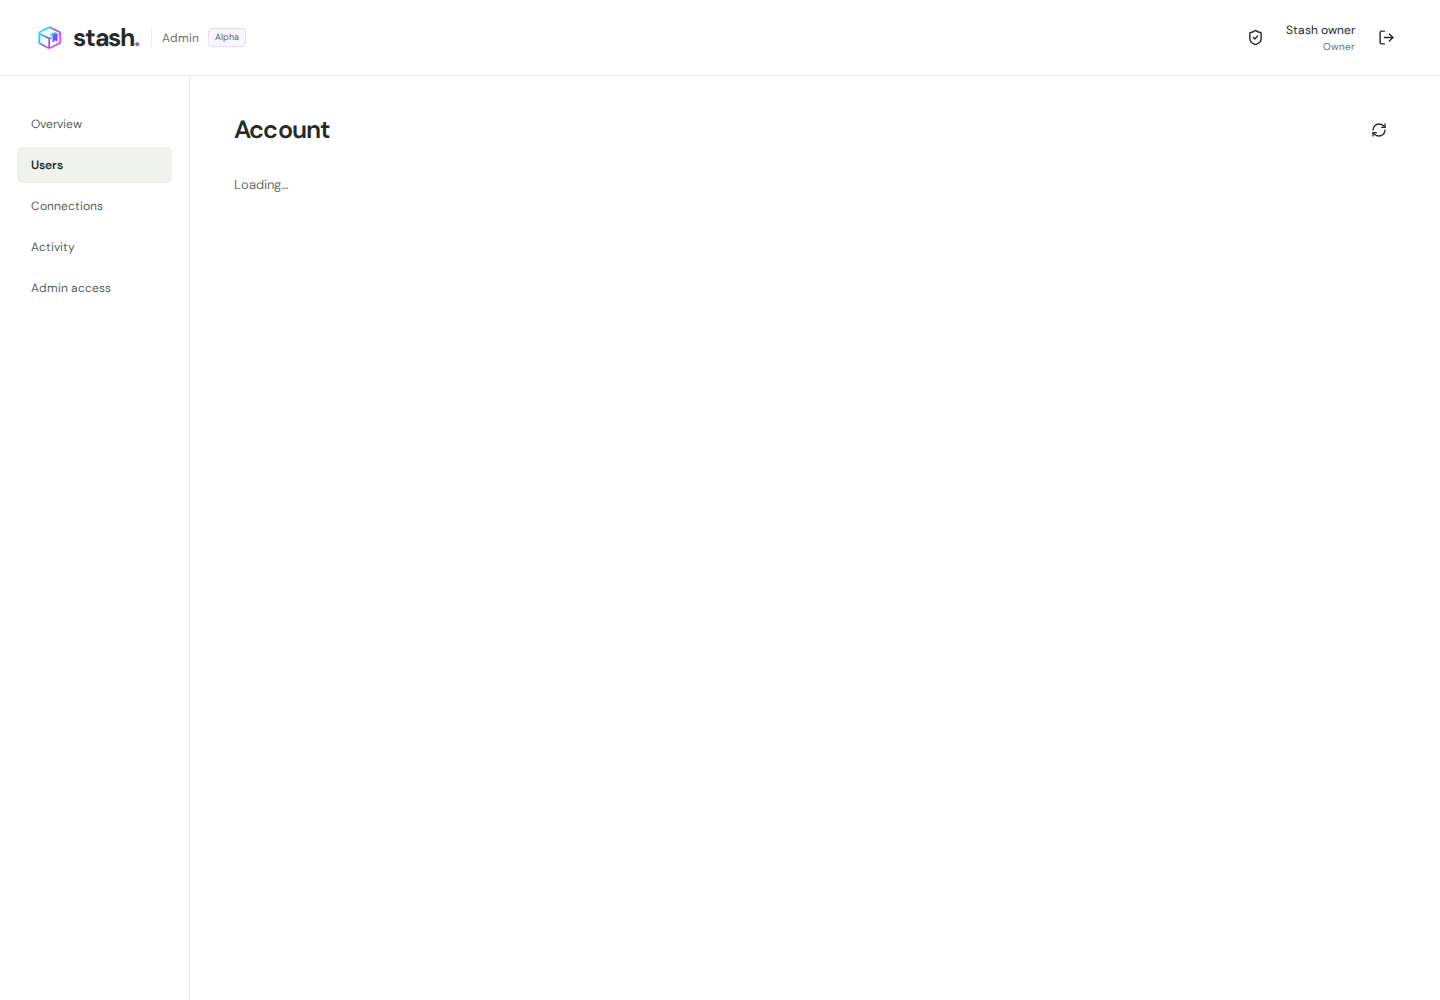 stash.
Admin
Alpha
Stash owner
Owner
Overview
Users
Connections
Activity
Admin access
Account
Loading...